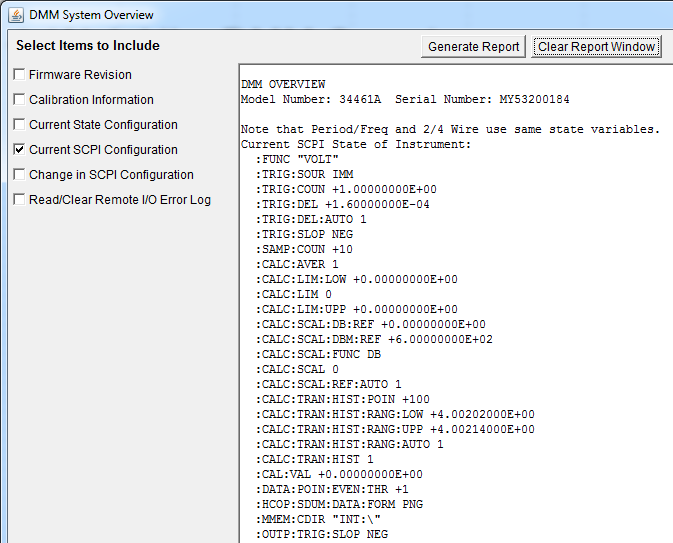 DMM System Overview
Select Items to Include
Generate Report
Clear Report Window
Firmware Revision
Calibration Information
Current State Configuration
Current SCPI Configuration
Change in SCPI Configuration
Read/Clear Remote I/O Error Log
DMM OVERVIEW
Model Number: 34461A  Serial Number: MY53200184
Note that Period/Freq and 2/4 Wire use same state variables.
Current SCPI State of Instrument:
:FUNC "VOLT"
:TRIG:SOUR IMM
:TRIG:COUN +1.00000000E+00
:TRIG:DEL +1.60000000E-04
:TRIG:DEL:AUTO 1
:TRIG:SLOP NEG
:SAMP:COUN +10
:CALC:AVER 1
:CALC:LIM:LOW +0.00000000E+00
:CALC:LIM 0
:CALC:LIM:UPP +0.00000000E+00
:CALC:SCAL:DB:REF +0.00000000E+00
:CALC:SCAL:DBM:REF +6.00000000E+02
:CALC:SCAL:FUNC DB
:CALC:SCAL 0
:CALC:SCAL:REF:AUTO 1
:CALC:TRAN:HIST:POIN +100
:CALC:TRAN:HIST:RANG:LOW +4.00202000E+00
:CALC:TRAN:HIST:RANG:UPP +4.00214000E+00
:CALC:TRAN:HIST:RANG:AUTO 1
:CALC:TRAN:HIST 1
:CAL:VAL +0.00000000E+00
:DATA:POIN:EVEN:THR +1
:HCOP:SDUM:DATA:FORM PNG
:MMEM:CDIR "INT:\"
:OUTP:TRIG:SLOP NEG